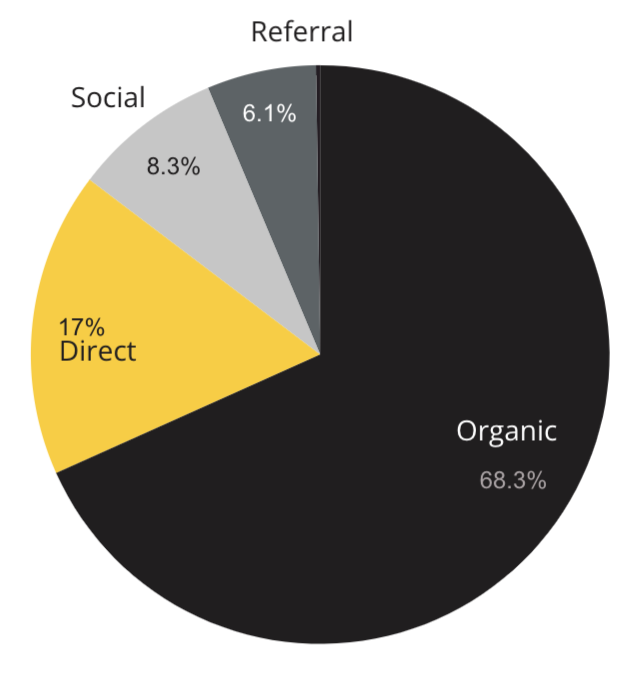 Referral
Social
6.1%
8.3%
17%
Direct
Organic
68.3%